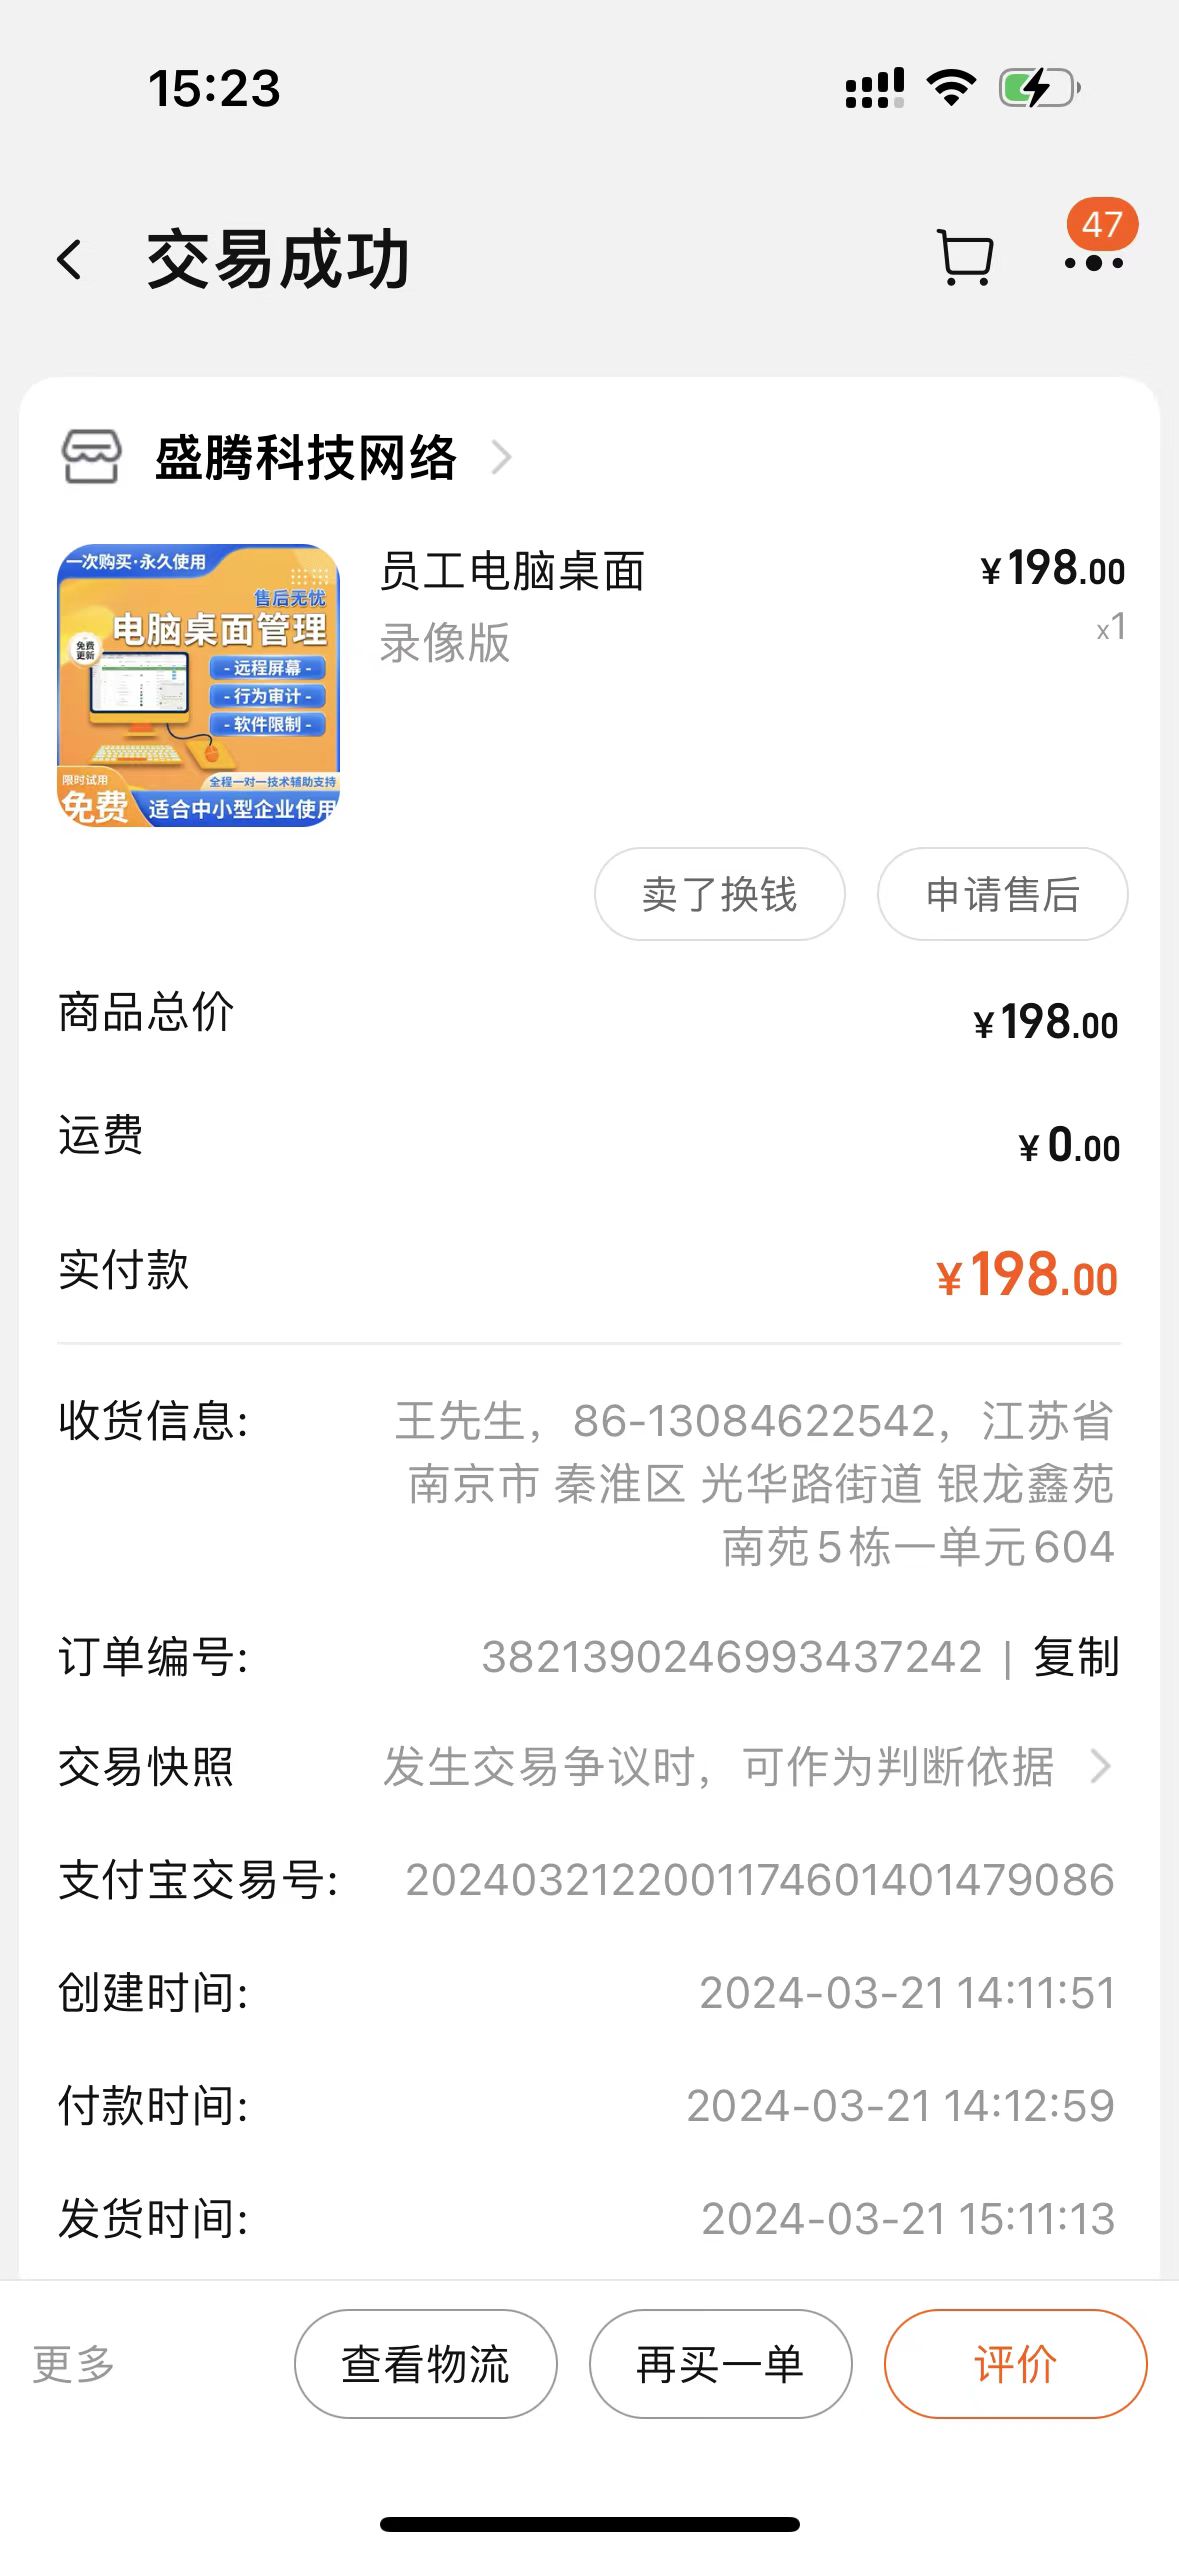 15:23
交易成功
47
盛腾科技网络
一次购买·永久使用
售后无忧
电脑桌面管理
免费
更新
- 远程屏幕 -
- 行为审计 -
- 软件限制 -
限时试用
免费
全程一对一技术辅助支持
适合中小型企业使用
员工电脑桌面
¥198.00
录像版
x1
卖了换钱
申请售后
商品总价
¥198.00
运费
¥0.00
实付款
¥198.00
收货信息:
王先生，86-13084622542，江苏省
南京市 秦淮区 光华路街道 银龙鑫苑
南苑5栋一单元604
订单编号:
3821390246993437242 | 复制
交易快照
发生交易争议时，可作为判断依据
支付宝交易号:
2024032122001174601401479086
创建时间:
2024-03-21 14:11:51
付款时间:
2024-03-21 14:12:59
发货时间:
2024-03-21 15:11:13
更多
查看物流
再买一单
评价